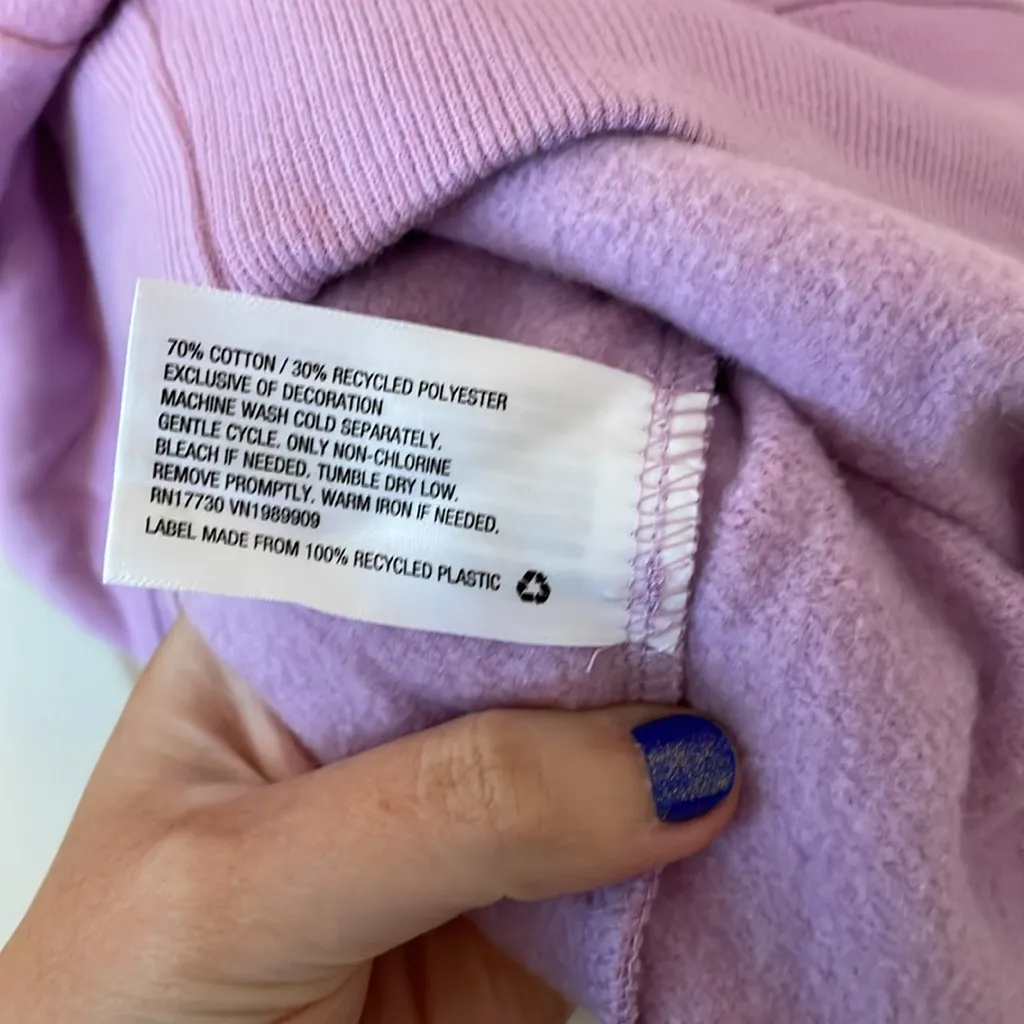 70% COTTON / 30% RECYCLED POLYESTER
EXCLUSIVE OF DECORATION
MACHINE WASH COLD SEPARATELY.
GENTLE CYCLE. ONLY NON-CHLORINE
BLEACH IF NEEDED. TUMBLE DRY LOW.
REMOVE PROMPTLY. WARM IRON IF NEEDED.
RN17730 VN1989909
LABEL MADE FROM 100% RECYCLED PLASTIC